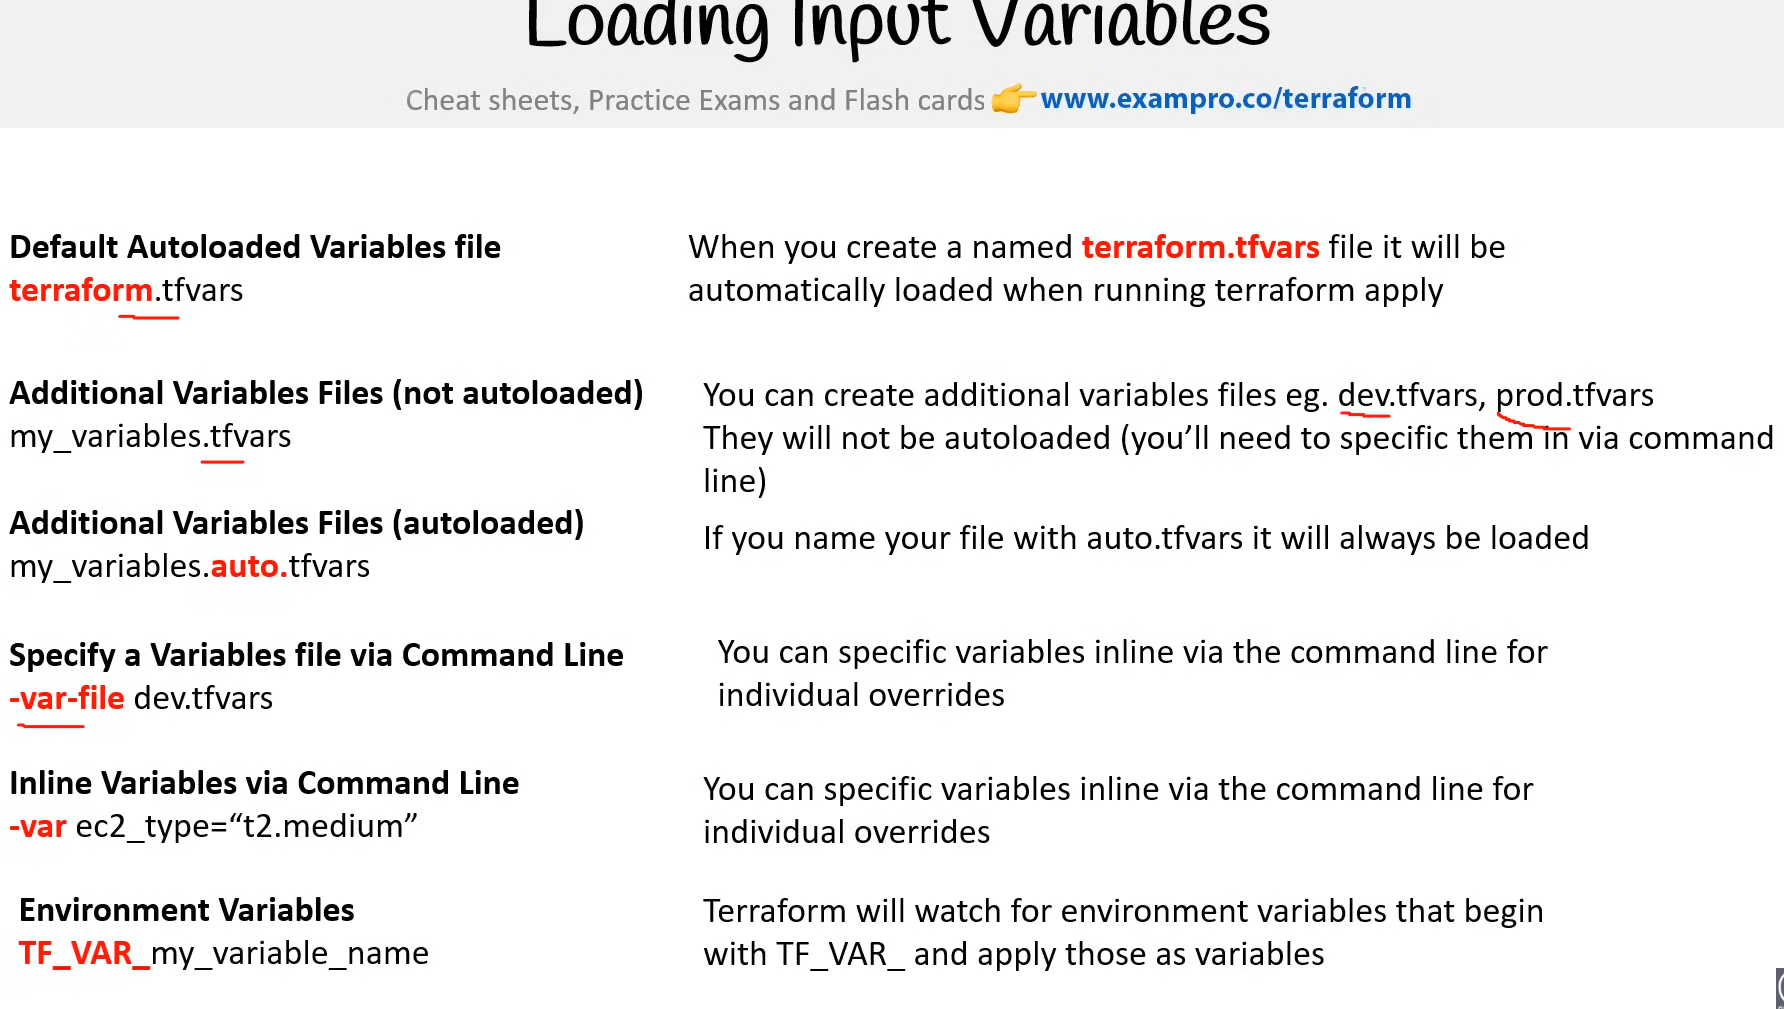 Loading Input Variables
Cheat sheets, Practice Exams and Flash cards 👉 www.exampro.co/terraform
Default Autoloaded Variables file
terraform.tfvars
When you create a named terraform.tfvars file it will be
automatically loaded when running terraform apply
Additional Variables Files (not autoloaded)
my_variables.tfvars
You can create additional variables files eg. dev.tfvars, prod.tfvars
They will not be autoloaded (you’ll need to specific them in via command
line)
Additional Variables Files (autoloaded)
my_variables.auto.tfvars
If you name your file with auto.tfvars it will always be loaded
Specify a Variables file via Command Line
-var-file dev.tfvars
You can specific variables inline via the command line for
individual overrides
Inline Variables via Command Line
-var ec2_type=“t2.medium”
You can specific variables inline via the command line for
individual overrides
Environment Variables
TF_VAR_my_variable_name
Terraform will watch for environment variables that begin
with TF_VAR_ and apply those as variables